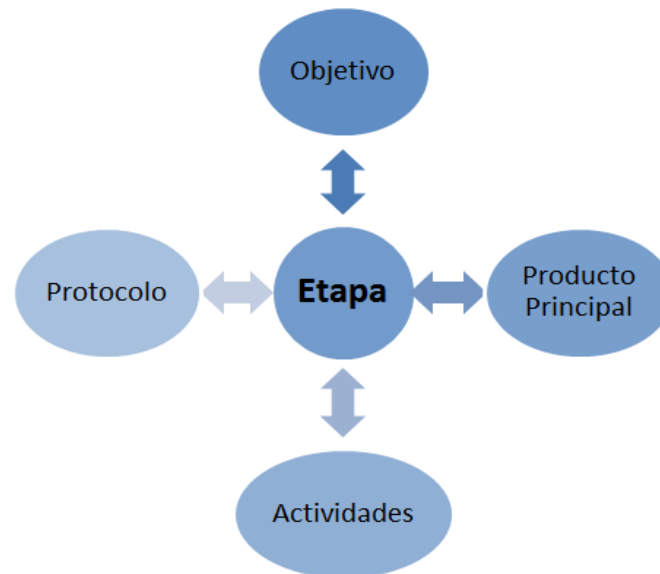 Objetivo
Protocolo
Etapa
Producto
Principal
Actividades